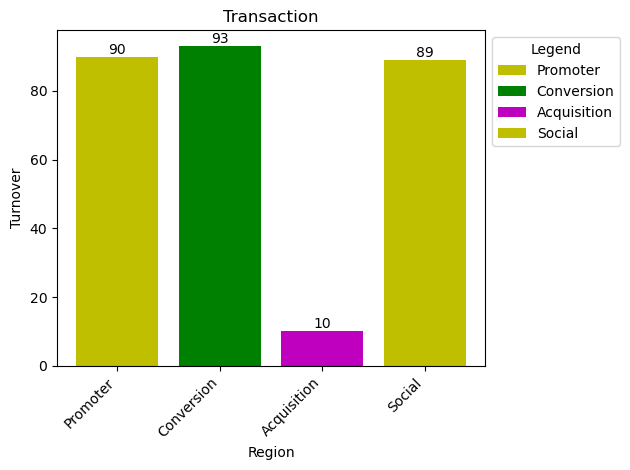 Transaction
90
93
10
89
Legend
Promoter
Conversion
Acquisition
Social
Turnover
80
60
40
20
0
Promoter
Conversion
Acquisition
Social
Region